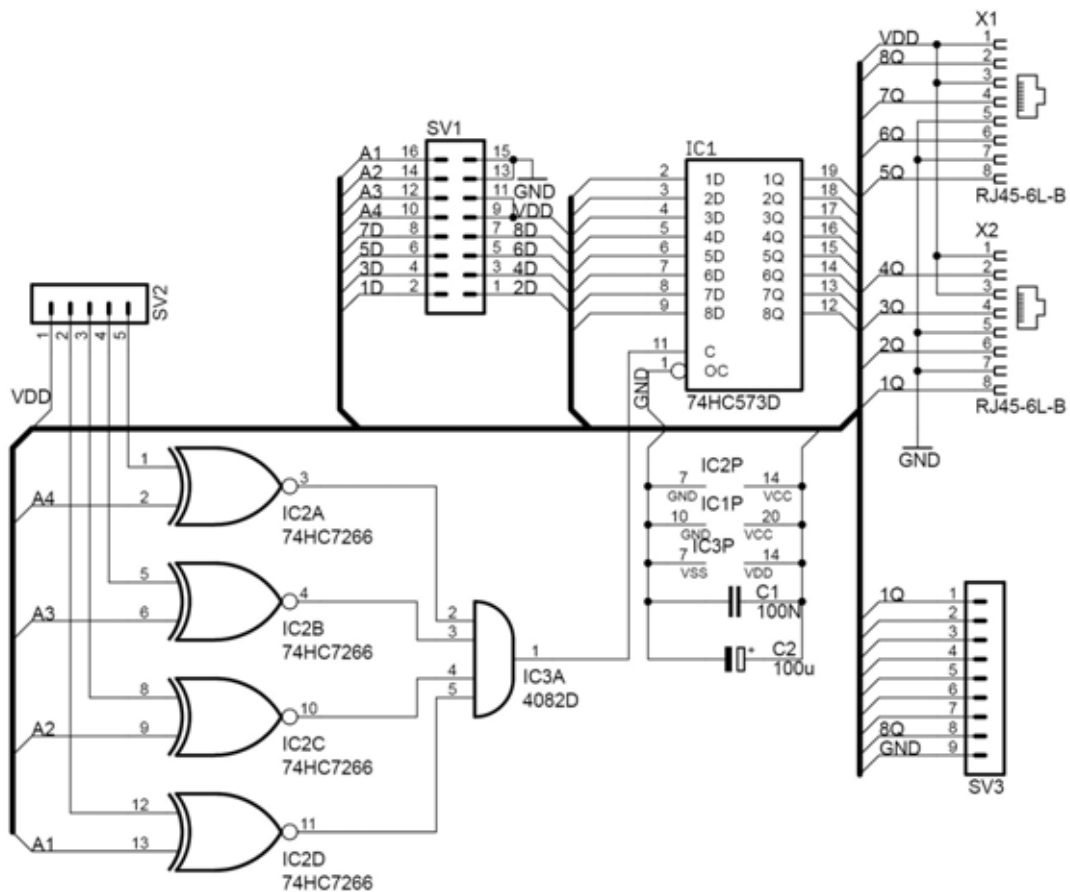 X1
VDD 1
8Q 2
3
7Q 4
5
6Q 6
7
5Q 8
RJ45-6L-B
SV1
A1 16 15
A2 14 13 GND
A3 12 11
A4 10 9 VDD
7D 8 7 8D
5D 6 5 6D
3D 4 3 4D
1D 2 1 2D
IC1
2 1D 1Q 19
3 2D 2Q 18
4 3D 3Q 17
5 4D 4Q 16
6 5D 5Q 15
7 6D 6Q 14
8 7D 7Q 13
9 8D 8Q 12
11 C
1 OC
GND
74HC573D
X2
1
4Q 2
3
3Q 4
5
2Q 6
7
1Q 8
RJ45-6L-B
GND
SV2
1 2 3 4 5
VDD
1 3
A4 2
IC2A
74HC7266
5 4
A3 6
IC2B
74HC7266
8 10
A2 9
IC2C
74HC7266
12 11
A1 13
IC2D
74HC7266
2
3
4
5
1
IC3A
4082D
IC2P
7 14
GND VCC
IC1P
10 20
GND VCC
IC3P
7 14
VSS VDD
C1
100N
C2
+
100u
1Q 1
2
3
4
5
6
7
8Q 8
GND 9
SV3